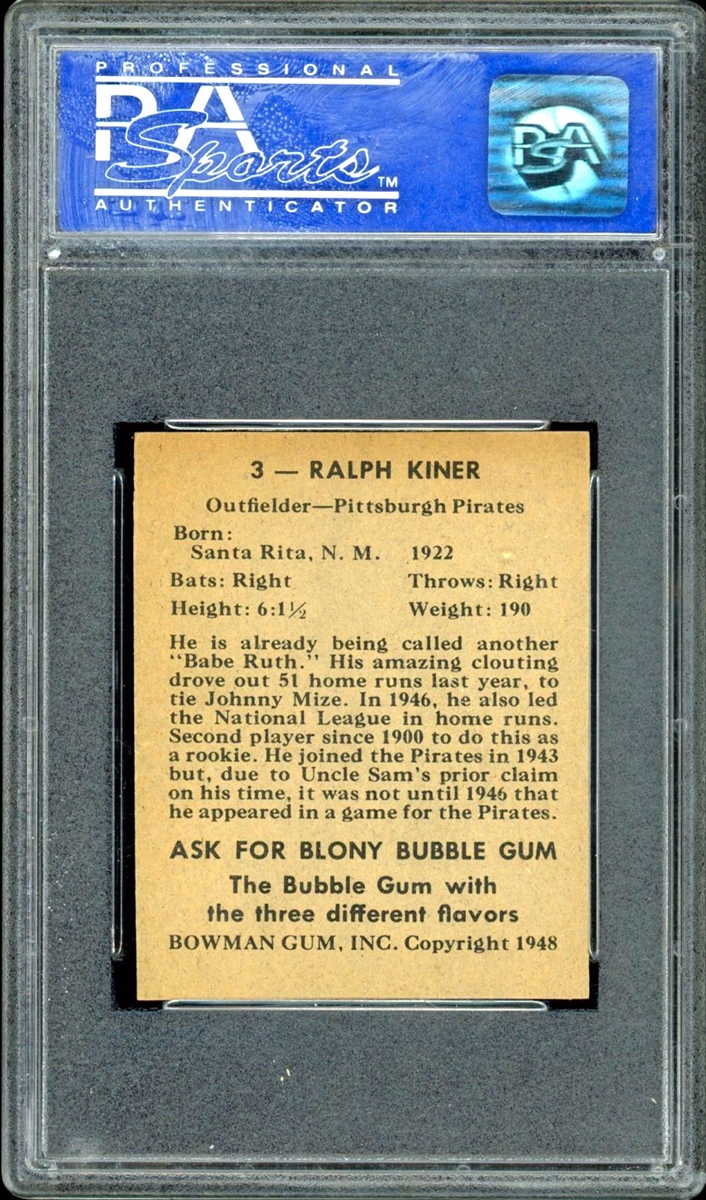 PROFESSIONAL
PSA
Sports™
AUTHENTICATOR
PSA
3 — RALPH KINER
Outfielder—Pittsburgh Pirates
Born:
Santa Rita, N. M. 1922
Bats: Right Throws: Right
Height: 6:1½ Weight: 190
He is already being called another
"Babe Ruth." His amazing clouting
drove out 51 home runs last year, to
tie Johnny Mize. In 1946, he also led
the National League in home runs.
Second player since 1900 to do this as
a rookie. He joined the Pirates in 1943
but, due to Uncle Sam's prior claim
on his time, it was not until 1946 that
he appeared in a game for the Pirates.
ASK FOR BLONY BUBBLE GUM
The Bubble Gum with
the three different flavors
BOWMAN GUM, INC. Copyright 1948